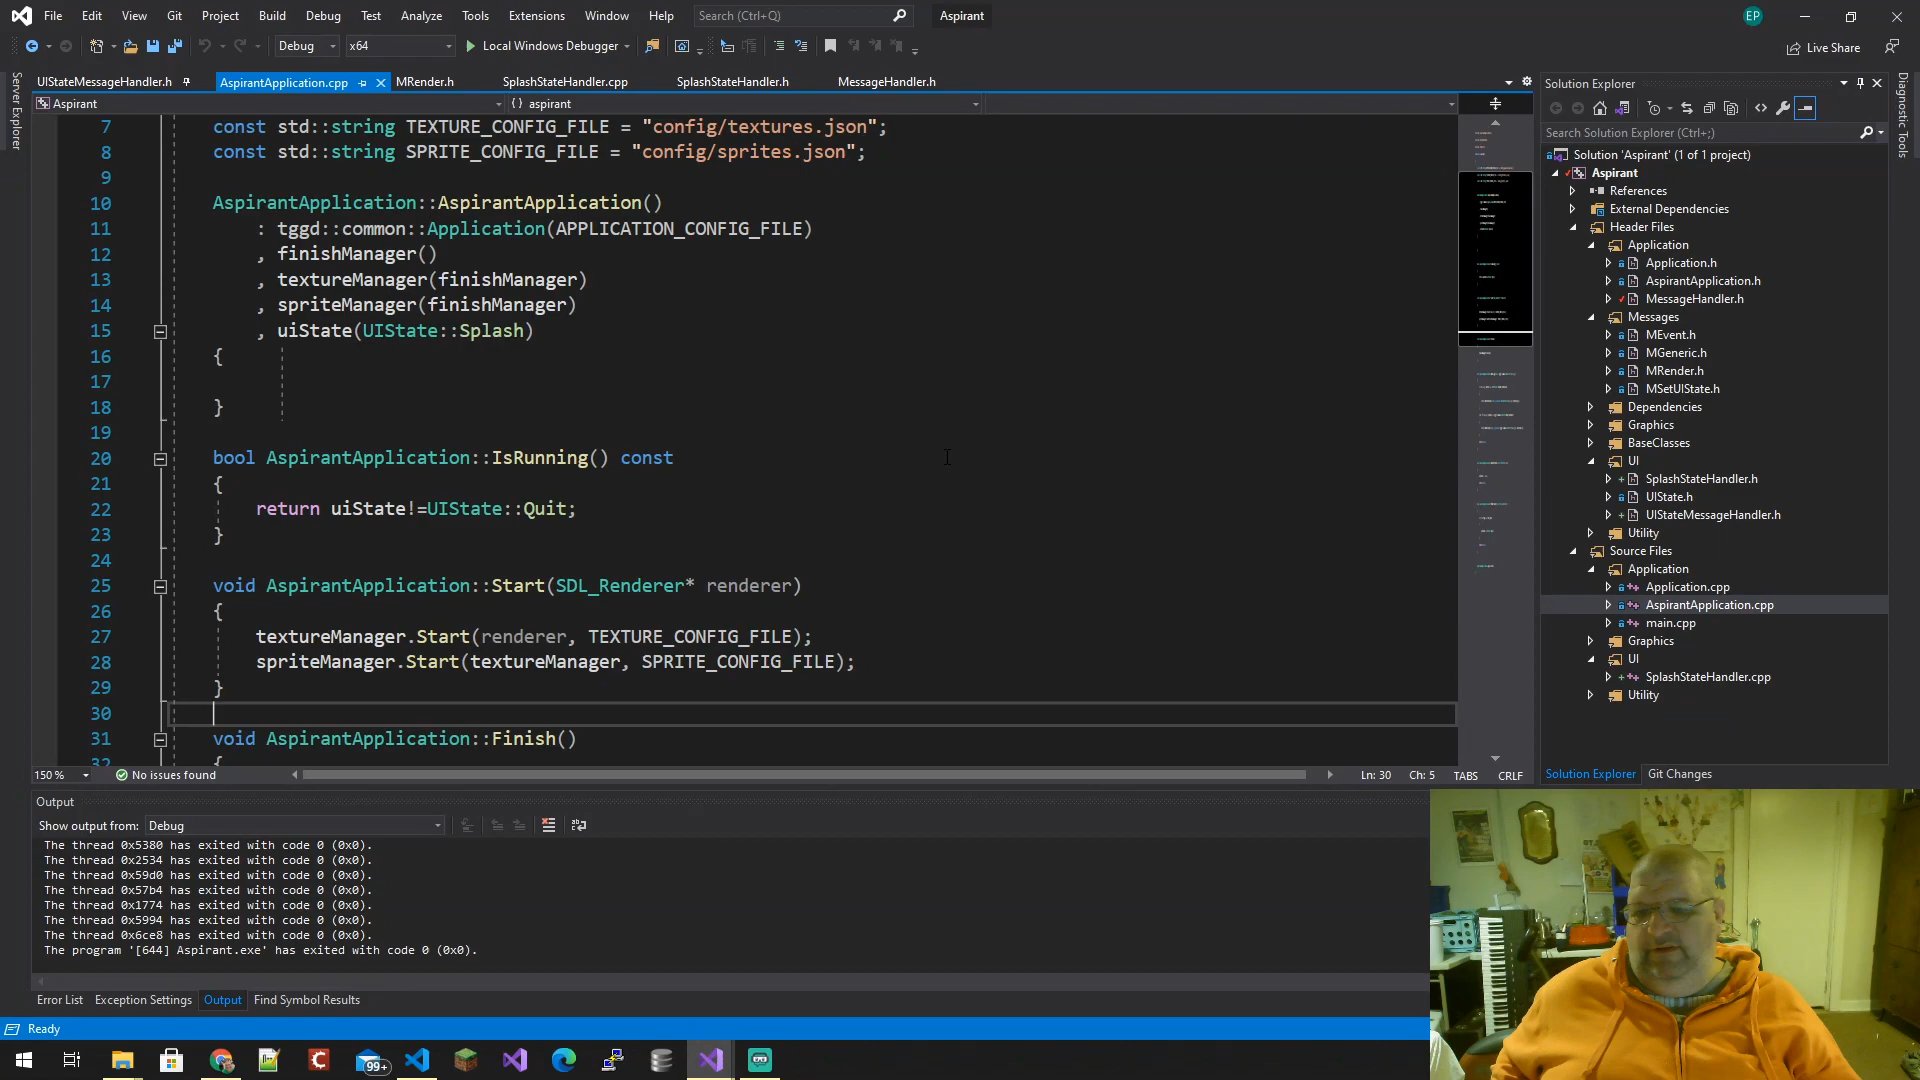 File Edit View Git Project Build Debug Test Analyze Tools Extensions Window Help Search (Ctrl+Q) Aspirant EP
Debug x64 Local Windows Debugger Live Share
UIStateMessageHandler.h AspirantApplication.cpp MRender.h SplashStateHandler.cpp SplashStateHandler.h MessageHandler.h
Server Explorer
Aspirant {} aspirant
7 const std::string TEXTURE_CONFIG_FILE = "config/textures.json";
8 const std::string SPRITE_CONFIG_FILE = "config/sprites.json";
9
10 AspirantApplication::AspirantApplication()
11 : tggd::common::Application(APPLICATION_CONFIG_FILE)
12 , finishManager()
13 , textureManager(finishManager)
14 , spriteManager(finishManager)
15 , uiState(UIState::Splash)
16 {
17
18 }
19
20 bool AspirantApplication::IsRunning() const
21 {
22 return uiState!=UIState::Quit;
23 }
24
25 void AspirantApplication::Start(SDL_Renderer* renderer)
26 {
27 textureManager.Start(renderer, TEXTURE_CONFIG_FILE);
28 spriteManager.Start(textureManager, SPRITE_CONFIG_FILE);
29 }
30
31 void AspirantApplication::Finish()
32 {
150 % No issues found Ln: 30 Ch: 5 TABS CRLF
Solution Explorer
Search Solution Explorer (Ctrl+;)
Solution 'Aspirant' (1 of 1 project)
Aspirant
References
External Dependencies
Header Files
Application
Application.h
AspirantApplication.h
MessageHandler.h
Messages
MEvent.h
MGeneric.h
MRender.h
MSetUIState.h
Dependencies
Graphics
BaseClasses
UI
SplashStateHandler.h
UIState.h
UIStateMessageHandler.h
Utility
Source Files
Application
Application.cpp
AspirantApplication.cpp
main.cpp
Graphics
UI
SplashStateHandler.cpp
Utility
Solution Explorer Git Changes
Diagnostic Tools
Output
Show output from: Debug
The thread 0x5380 has exited with code 0 (0x0).
The thread 0x2534 has exited with code 0 (0x0).
The thread 0x59d0 has exited with code 0 (0x0).
The thread 0x57b4 has exited with code 0 (0x0).
The thread 0x1774 has exited with code 0 (0x0).
The thread 0x5994 has exited with code 0 (0x0).
The thread 0x6ce8 has exited with code 0 (0x0).
The program '[644] Aspirant.exe' has exited with code 0 (0x0).
Error List Exception Settings Output Find Symbol Results
Ready
99+